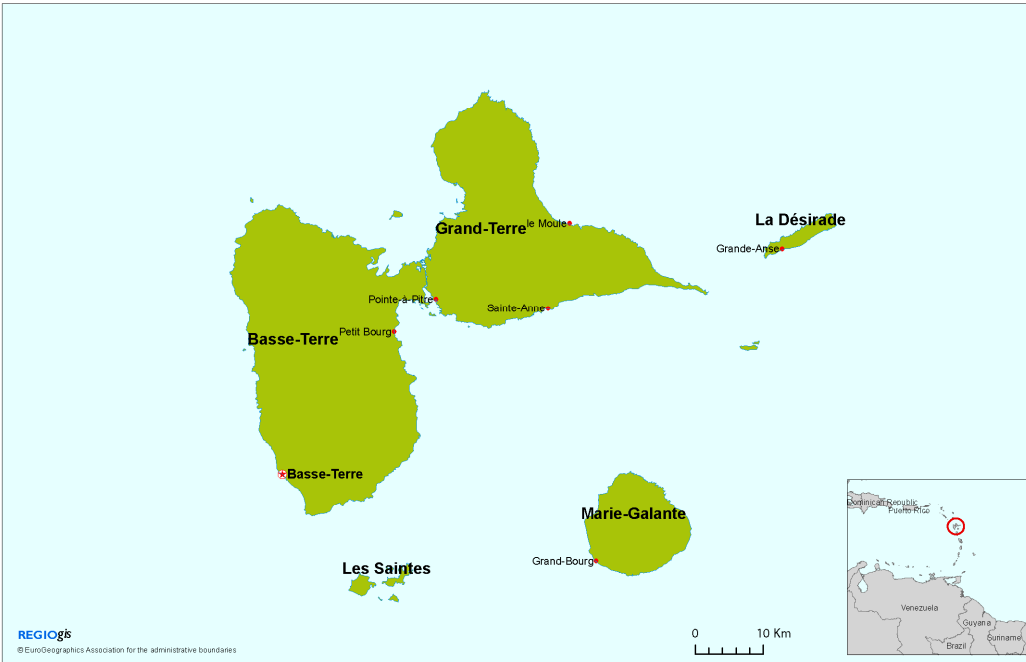 La Désirade
Grand-Terre
le Moule
Grande-Anse
Pointe-à-Pitre
Sainte-Anne
Petit Bourg
Basse-Terre
Basse-Terre
Marie-Galante
Grand-Bourg
Les Saintes
Dominican Republic
Puerto Rico
Venezuela
Guyana
Suriname
Brazil
0 10 Km
REGIOgis
© EuroGeographics Association for the administrative boundaries